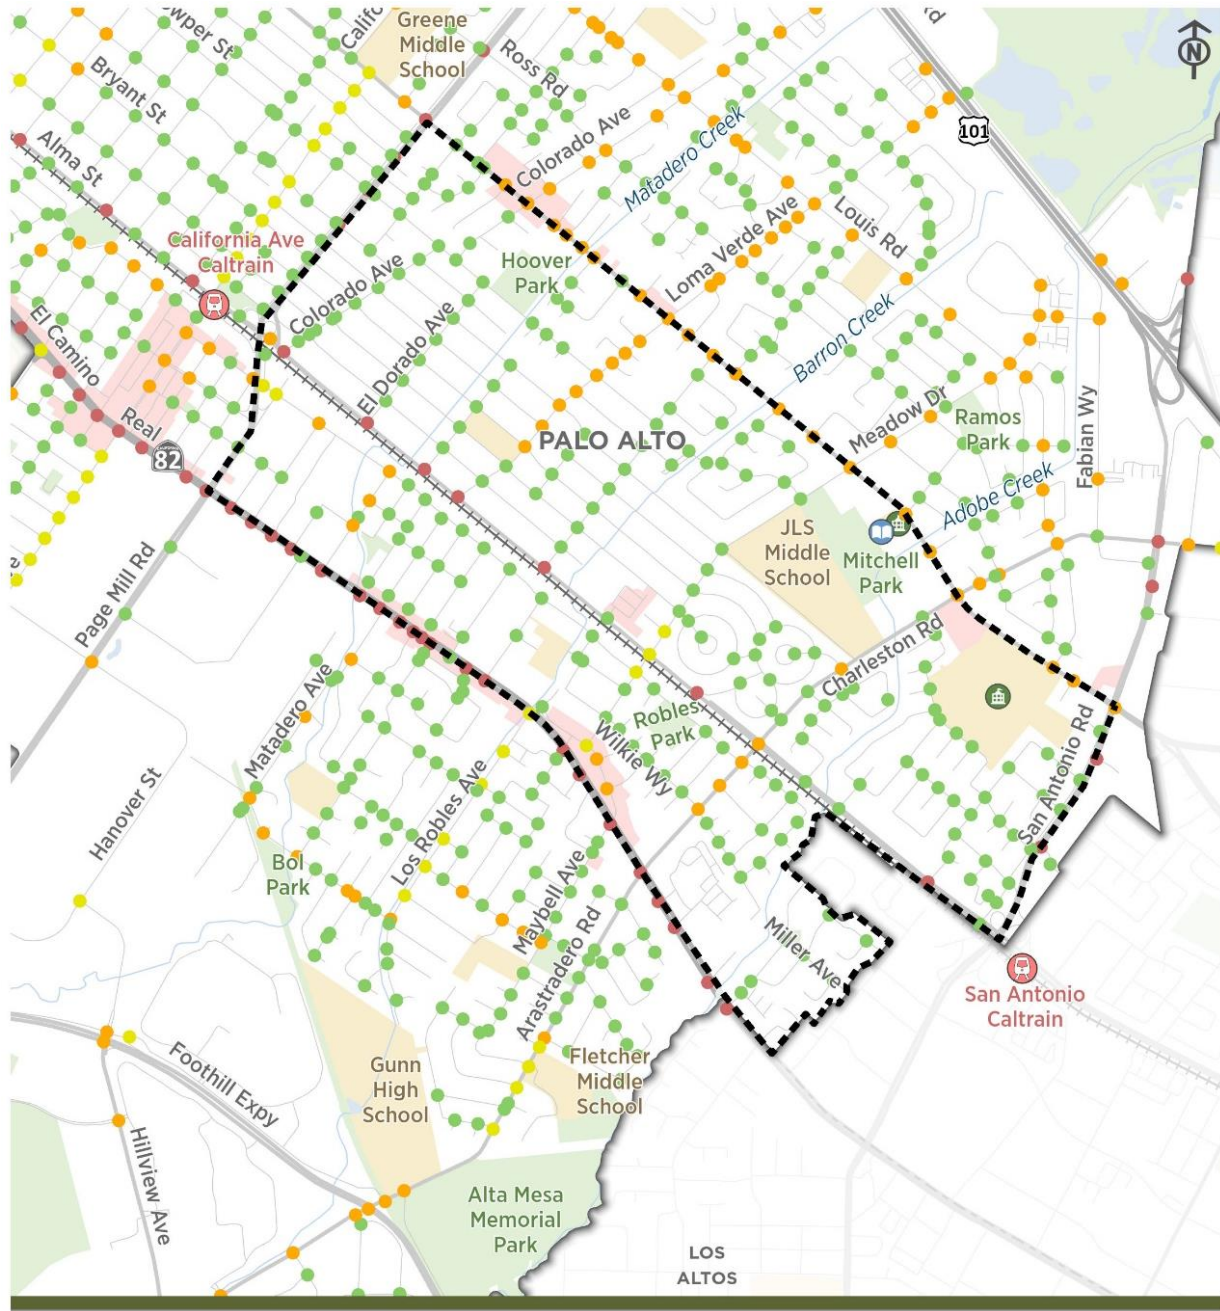 Greene
Middle
School
Ross Rd
Rd
Bryant St
Colorado Ave
Matadero Creek
101
Alma St
California Ave
Caltrain
Colorado Ave
Hoover
Park
Loma Verde Ave
Louis Rd
El Camino
Real
82
El Dorado Ave
Barron Creek
PALO ALTO
Meadow Dr
Ramos
Park
Fabian Wy
Adobe Creek
JLS
Middle
School
Mitchell
Park
Page Mill Rd
Charleston Rd
Matadero Ave
Robles
Park
Wilkie Wy
San Antonio Rd
Hanover St
Los Robles Ave
Bol
Park
Maybell Ave
Arastradero Rd
Miller Ave
San Antonio
Caltrain
Foothill Expy
Gunn
High
School
Fletcher
Middle
School
Hillview Ave
Alta Mesa
Memorial
Park
LOS
ALTOS
N